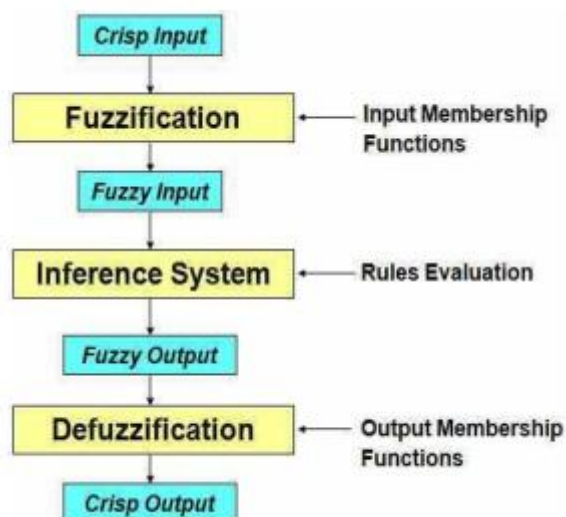 Crisp Input
Fuzzification
Input Membership
Functions
Fuzzy Input
Inference System
Rules Evaluation
Fuzzy Output
Defuzzification
Output Membership
Functions
Crisp Output